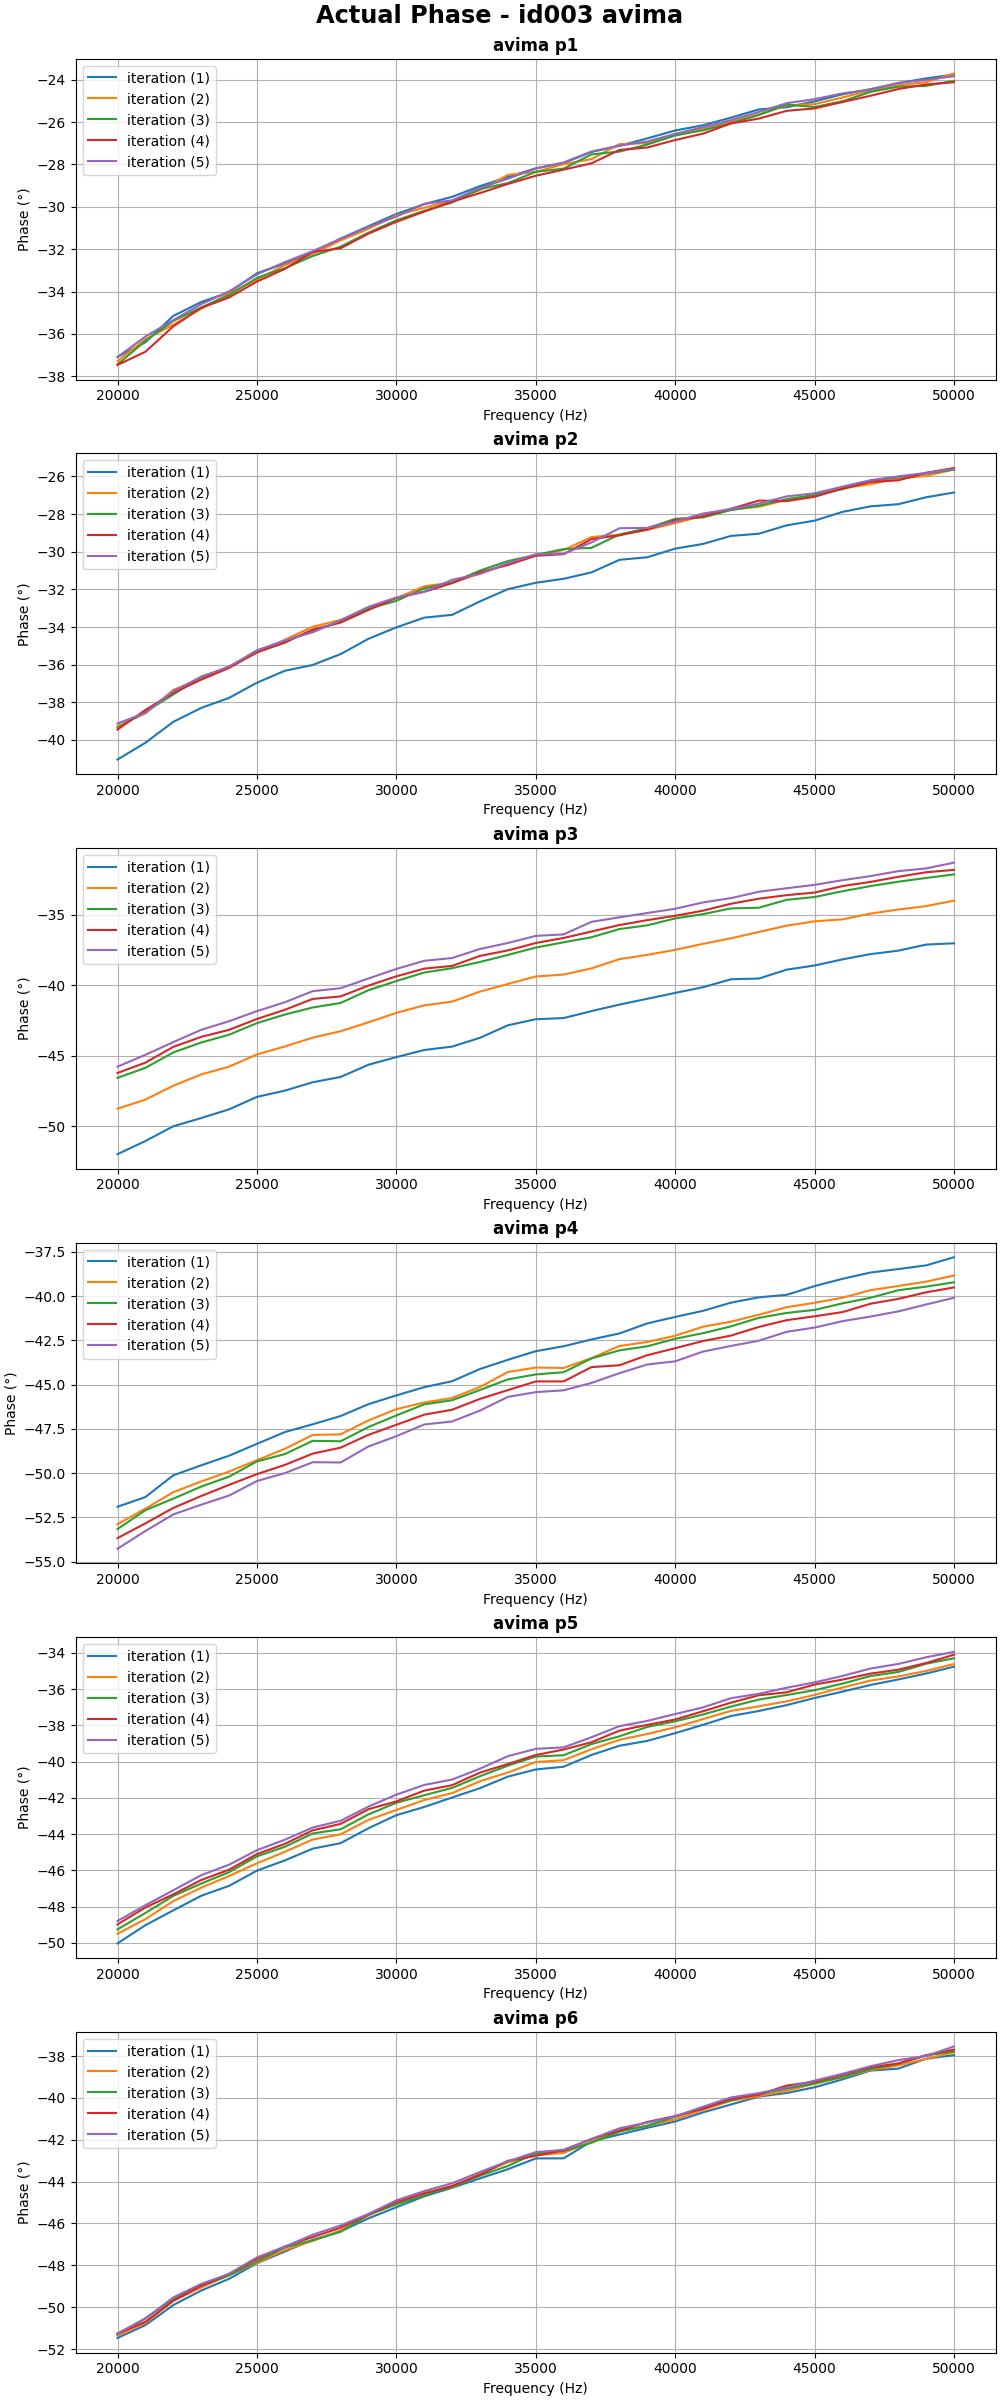 Actual Phase - id003 avima
avima p1
iteration (1)
iteration (2)
iteration (3)
iteration (4)
iteration (5)
Phase (°)
−24
−26
−28
−30
−32
−34
−36
−38
20000 25000 30000 35000 40000 45000 50000
Frequency (Hz)
avima p2
iteration (1)
iteration (2)
iteration (3)
iteration (4)
iteration (5)
Phase (°)
−26
−28
−30
−32
−34
−36
−38
−40
20000 25000 30000 35000 40000 45000 50000
Frequency (Hz)
avima p3
iteration (1)
iteration (2)
iteration (3)
iteration (4)
iteration (5)
Phase (°)
−35
−40
−45
−50
20000 25000 30000 35000 40000 45000 50000
Frequency (Hz)
avima p4
iteration (1)
iteration (2)
iteration (3)
iteration (4)
iteration (5)
Phase (°)
−37.5
−40.0
−42.5
−45.0
−47.5
−50.0
−52.5
−55.0
20000 25000 30000 35000 40000 45000 50000
Frequency (Hz)
avima p5
iteration (1)
iteration (2)
iteration (3)
iteration (4)
iteration (5)
Phase (°)
−34
−36
−38
−40
−42
−44
−46
−48
−50
20000 25000 30000 35000 40000 45000 50000
Frequency (Hz)
avima p6
iteration (1)
iteration (2)
iteration (3)
iteration (4)
iteration (5)
Phase (°)
−38
−40
−42
−44
−46
−48
−50
−52
20000 25000 30000 35000 40000 45000 50000
Frequency (Hz)